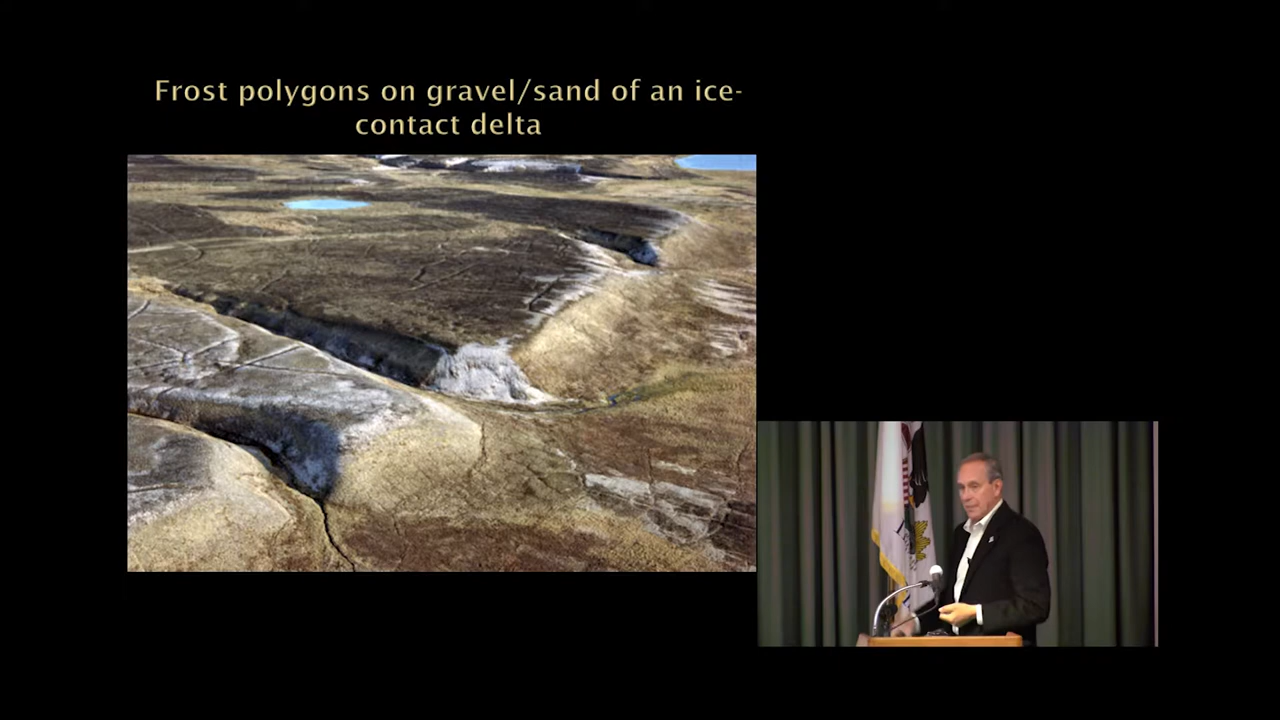 Frost polygons on gravel/sand of an ice-
contact delta